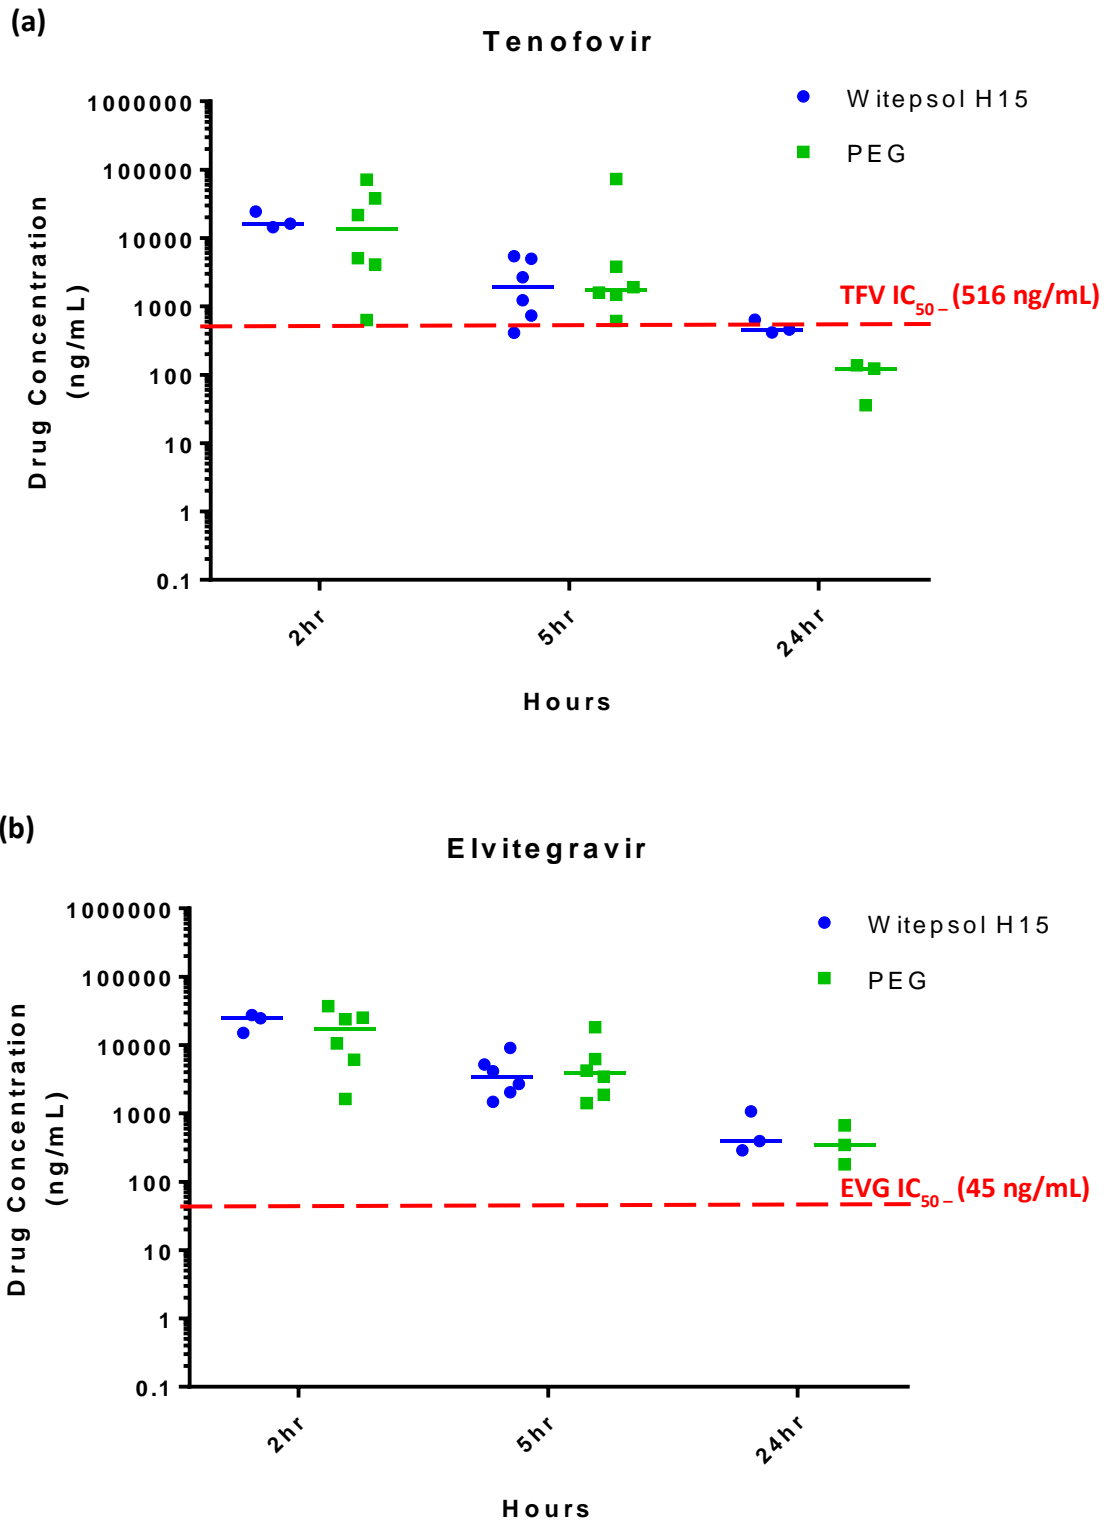 (a)
Tenofovir
Witepsol H15
PEG
1000000
100000
10000
1000
100
10
1
0.1
Drug Concentration
(ng/mL)
TFV IC50 – (516 ng/mL)
2hr
5hr
24hr
Hours
(b)
Elvitegravir
Witepsol H15
PEG
1000000
100000
10000
1000
100
10
1
0.1
Drug Concentration
(ng/mL)
EVG IC50 – (45 ng/mL)
2hr
5hr
24hr
Hours